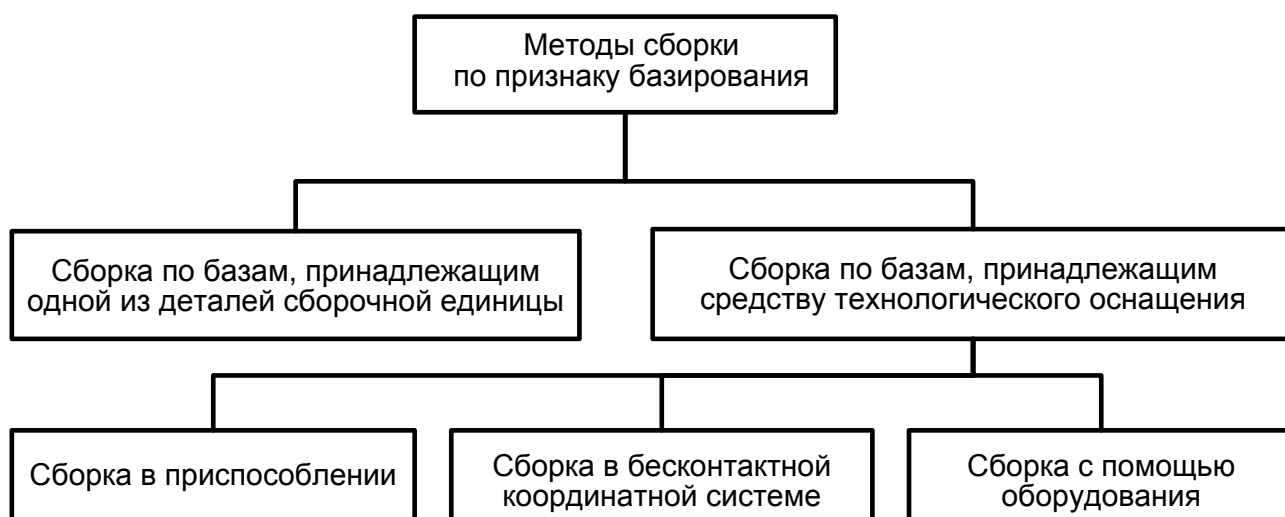 Методы сборки
по признаку базирования
Сборка по базам, принадлежащим
одной из деталей сборочной единицы
Сборка по базам, принадлежащим
средству технологического оснащения
Сборка в приспособлении
Сборка в бесконтактной
координатной системе
Сборка с помощью
оборудования